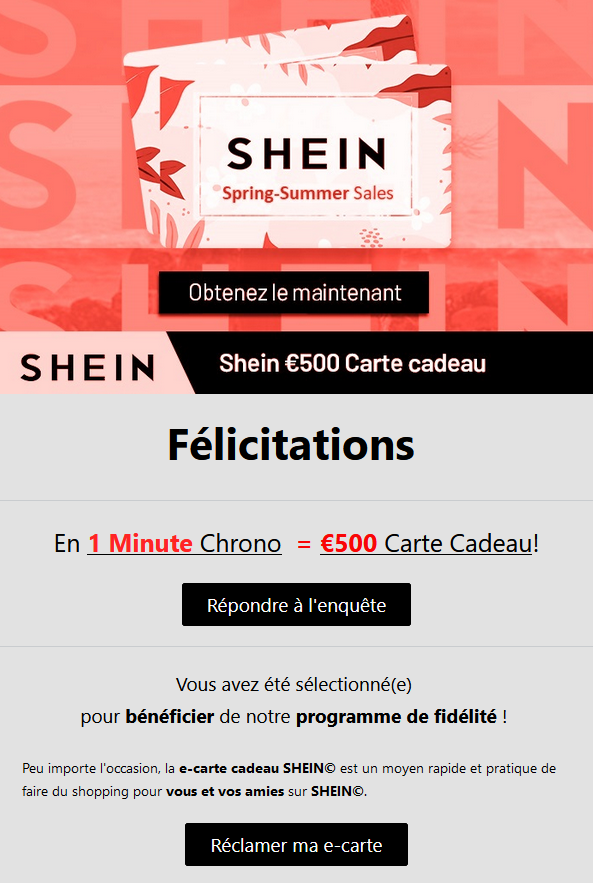 SHEIN
Spring-Summer Sales
Obtenez le maintenant
SHEIN
Shein €500 Carte cadeau
Félicitations
En 1 Minute Chrono = €500 Carte Cadeau!
Répondre à l'enquête
Vous avez été sélectionné(e)
pour bénéficier de notre programme de fidélité !
Peu importe l'occasion, la e-carte cadeau SHEIN© est un moyen rapide et pratique de
faire du shopping pour vous et vos amies sur SHEIN©.
Réclamer ma e-carte